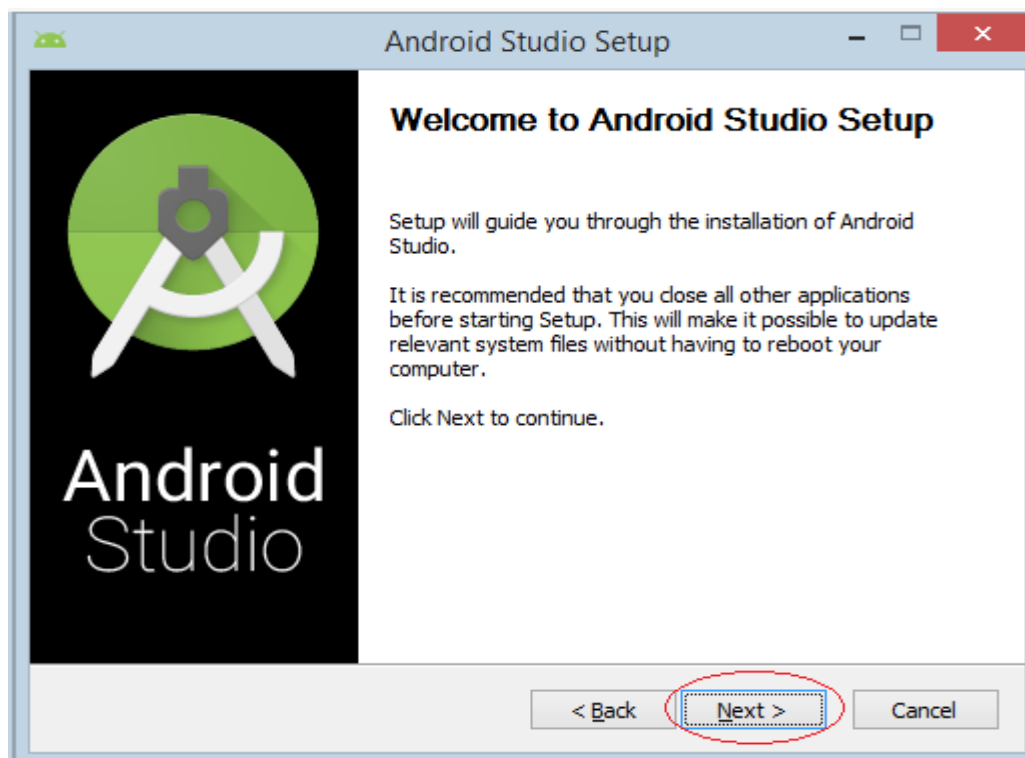 Android Studio Setup
Welcome to Android Studio Setup
Setup will guide you through the installation of Android
Studio.
It is recommended that you close all other applications
before starting Setup. This will make it possible to update
relevant system files without having to reboot your
computer.
Click Next to continue.
Android
Studio
< Back
Next >
Cancel